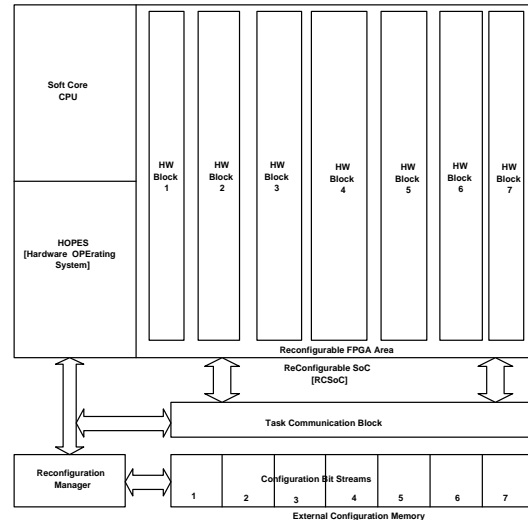 Soft Core
CPU
HW
Block
1
HW
Block
2
HW
Block
3
HW
Block
4
HW
Block
5
HW
Block
6
HW
Block
7
HOPES
[Hardware OPErating
System]
Reconfigurable FPGA Area
ReConfigurable SoC
[RCSoC]
Task Communication Block
Reconfiguration
Manager
Configuration Bit Streams
1 2 3 4 5 6 7
External Configuration Memory